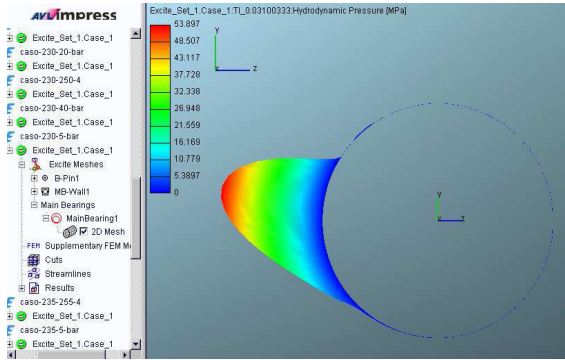 AVL impress
Excite_Set_1.Case_1
caso-230-20-bar
Excite_Set_1.Case_1
caso-230-250-4
Excite_Set_1.Case_1
caso-230-40-bar
Excite_Set_1.Case_1
caso-230-5-bar
Excite_Set_1.Case_1
Excite Meshes
B-Pin1
MB-Wall1
Main Bearings
MainBearing1
2D Mesh
FEM Supplementary FEM
Cuts
Streamlines
Results
caso-235-255-4
Excite_Set_1.Case_1
caso-235-5-bar
Excite_Set_1.Case_1
Excite_Set_1.Case_1:TI_0.03100333:Hydrodynamic Pressure [MPa]
53.897
48.507
43.117
37.728
32.338
26.948
21.559
16.169
10.779
5.3897
0
y
x z
y
x z